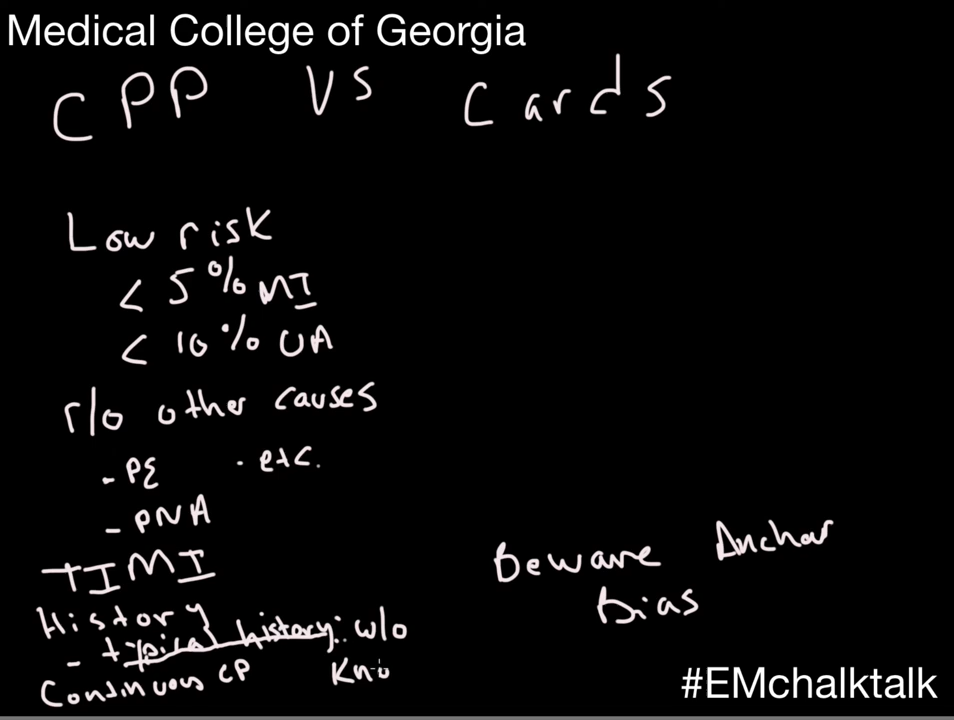 Medical College of Georgia
CPP vs Cards
Low risk
< 5% MI
< 10% UA
r/o other causes
- PE · etc.
- PNA
TIMI
Beware Anchor
Bias
History
- typical history: w/o
Continuous CP Kno
#EMchalktalk